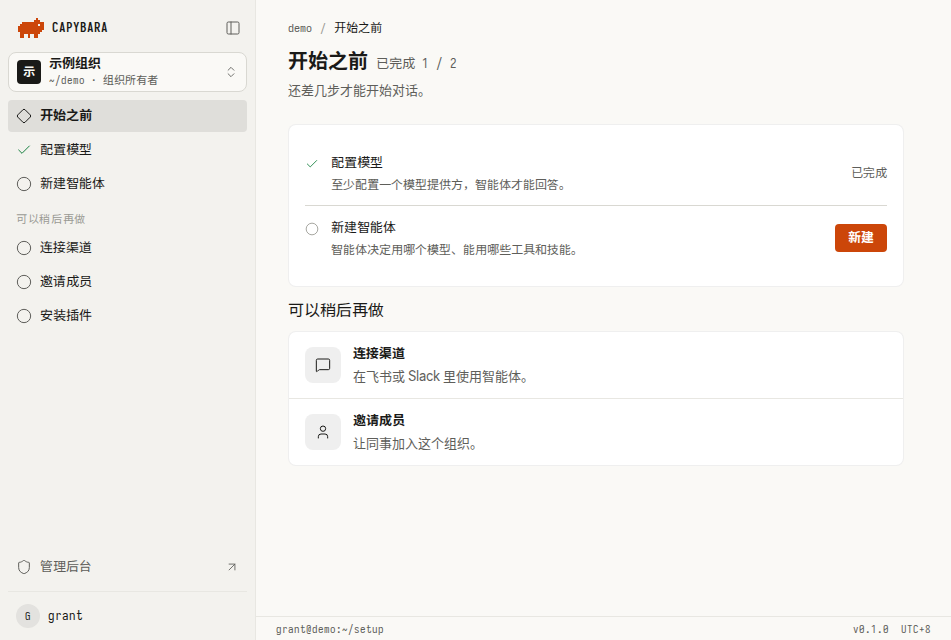 CAPYBARA
示
示例组织
~/demo · 组织所有者
开始之前
配置模型
新建智能体
可以稍后再做
连接渠道
邀请成员
安装插件
管理后台
G
grant
demo / 开始之前
开始之前 已完成 1 / 2
还差几步才能开始对话。
配置模型
至少配置一个模型提供方，智能体才能回答。
已完成
新建智能体
智能体决定用哪个模型、能用哪些工具和技能。
新建
可以稍后再做
连接渠道
在飞书或 Slack 里使用智能体。
邀请成员
让同事加入这个组织。
grant@demo:~/setup
v0.1.0 UTC+8